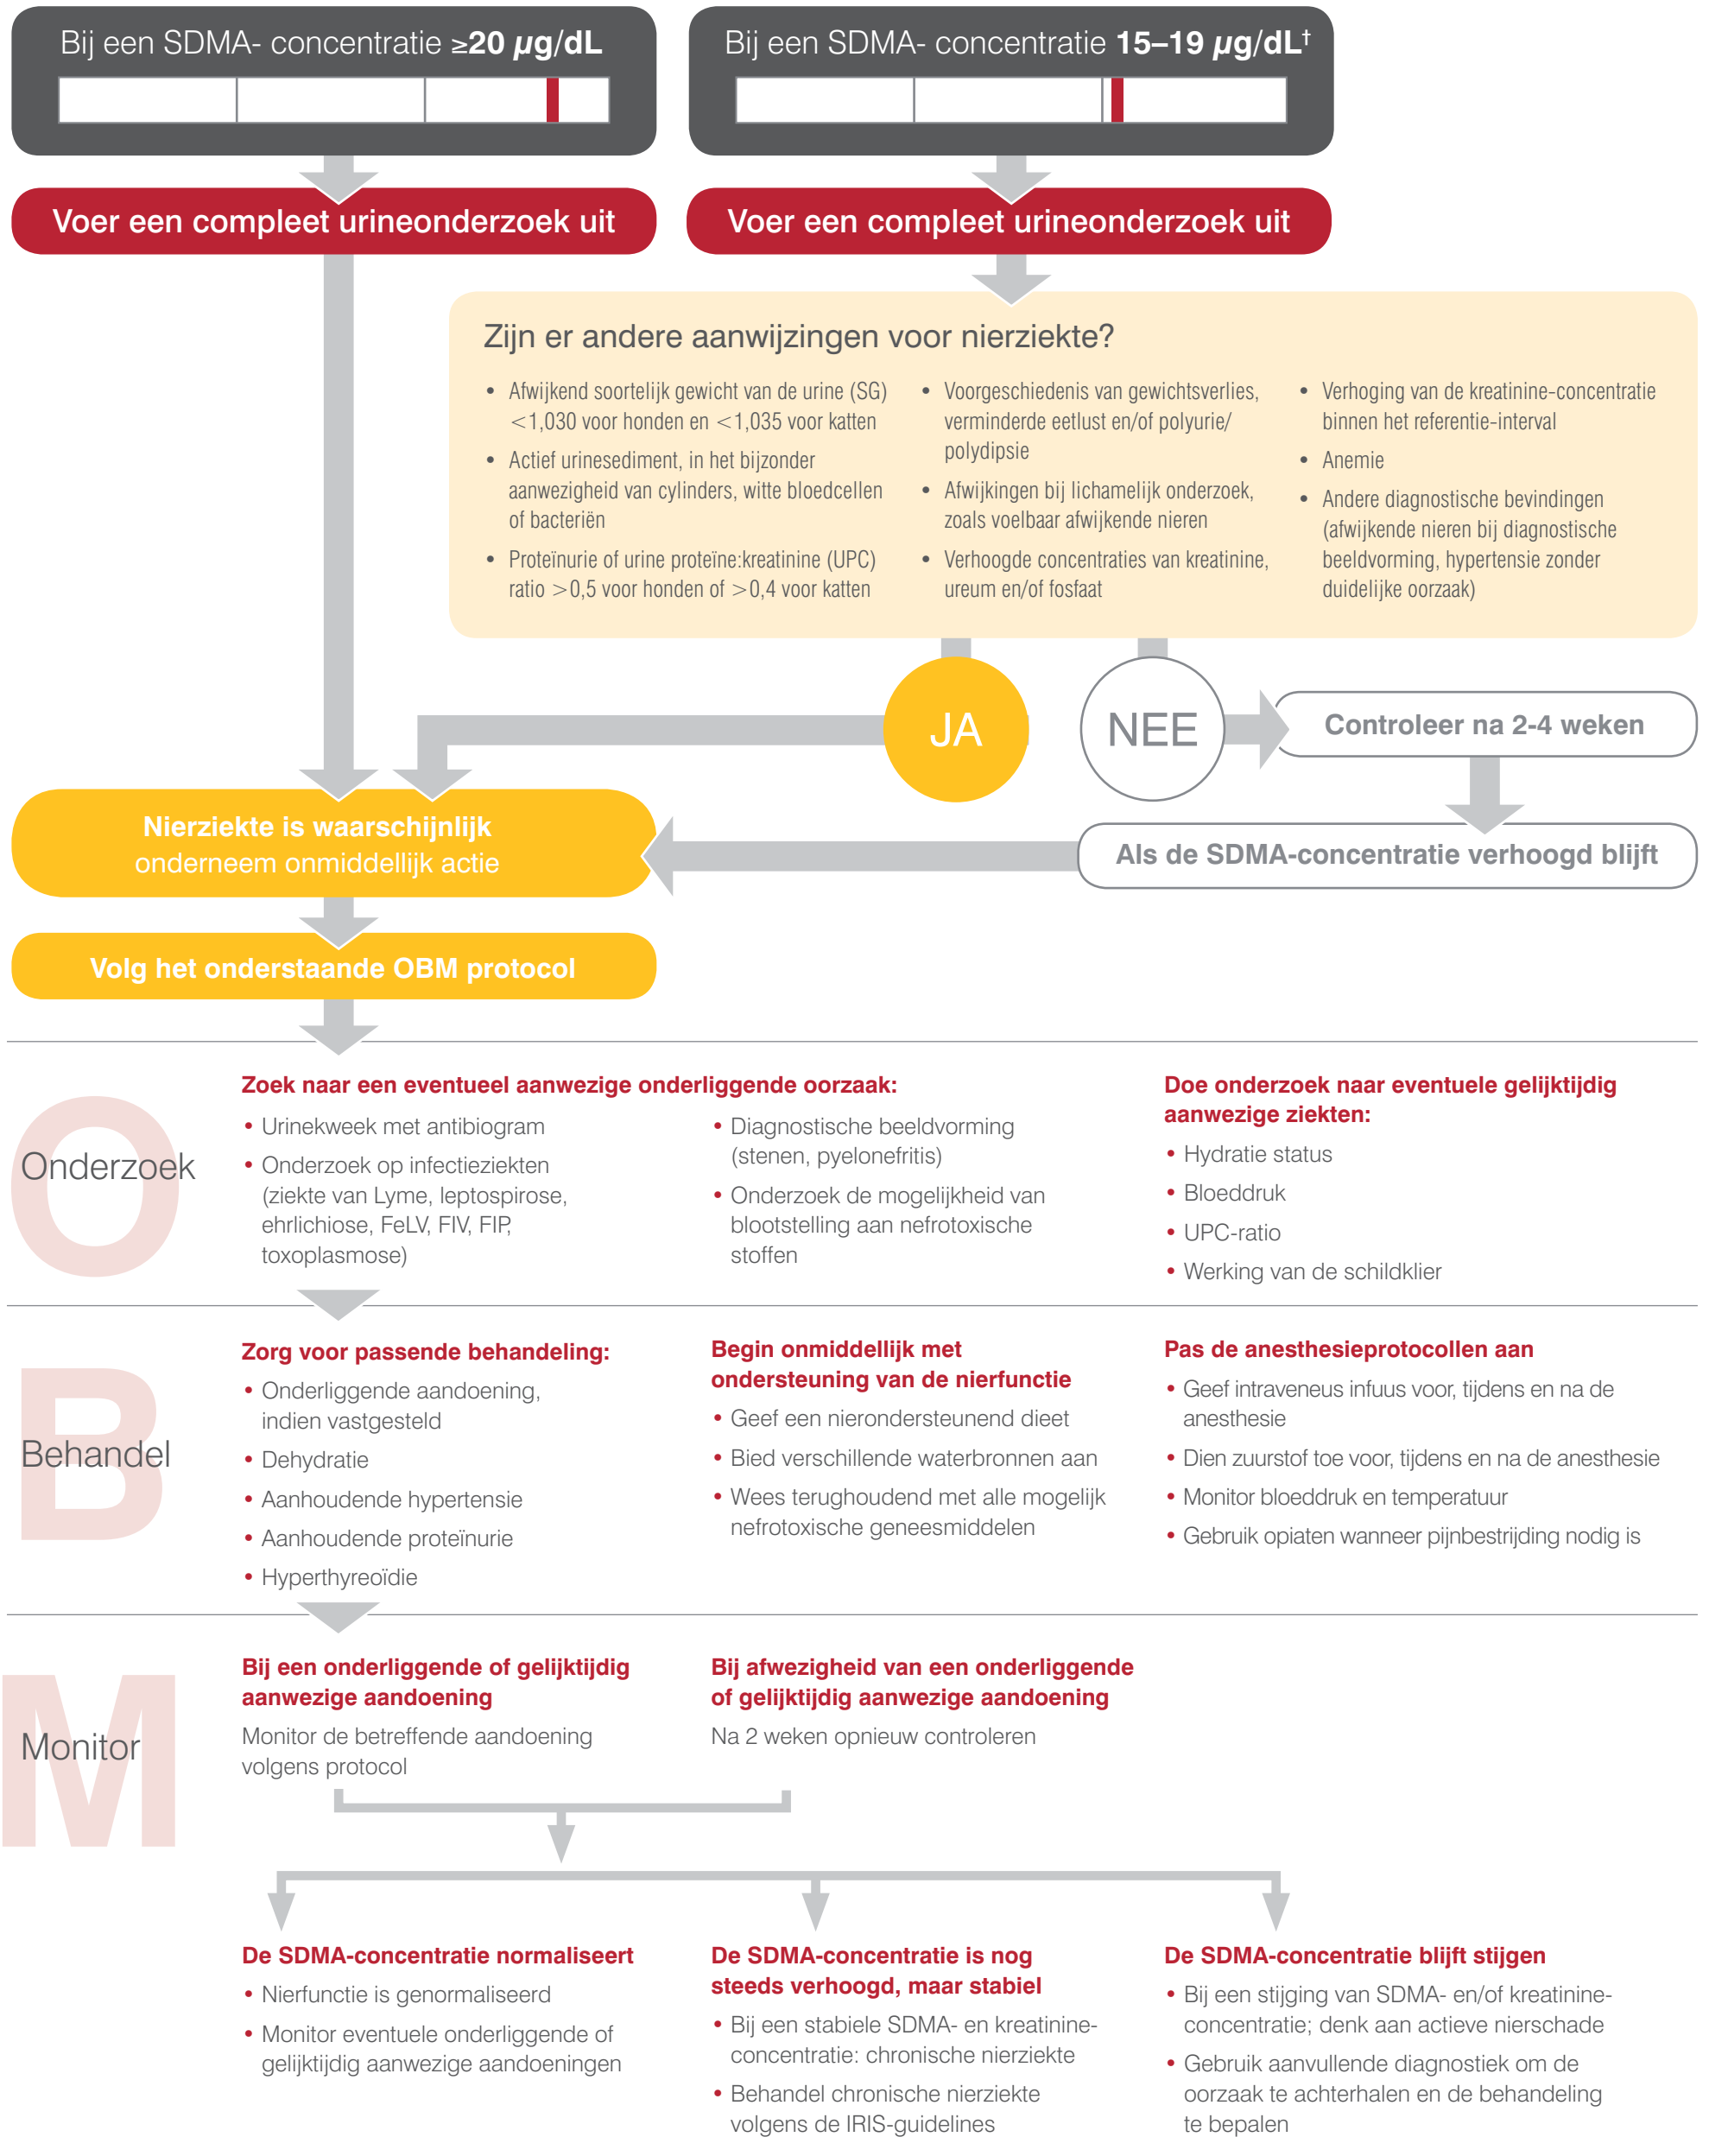 Bij een SDMA- concentratie ≥20 µg/dL
Bij een SDMA- concentratie 15–19 µg/dL†
Voer een compleet urineonderzoek uit
Voer een compleet urineonderzoek uit
Zijn er andere aanwijzingen voor nierziekte?
• Afwijkend soortelijk gewicht van de urine (SG)
<1,030 voor honden en <1,035 voor katten
• Actief urinesediment, in het bijzonder
aanwezigheid van cylinders, witte bloedcellen
of bacteriën
• Proteïnurie of urine proteïne:kreatinine (UPC)
ratio >0,5 voor honden of >0,4 voor katten
• Voorgeschiedenis van gewichtsverlies,
verminderde eetlust en/of polyurie/
polydipsie
• Afwijkingen bij lichamelijk onderzoek,
zoals voelbaar afwijkende nieren
• Verhoogde concentraties van kreatinine,
ureum en/of fosfaat
• Verhoging van de kreatinine-concentratie
binnen het referentie-interval
• Anemie
• Andere diagnostische bevindingen
(afwijkende nieren bij diagnostische
beeldvorming, hypertensie zonder
duidelijke oorzaak)
JA
NEE
Controleer na 2-4 weken
Als de SDMA-concentratie verhoogd blijft
Nierziekte is waarschijnlijk
onderneem onmiddellijk actie
Volg het onderstaande OBM protocol
O
Onderzoek
Zoek naar een eventueel aanwezige onderliggende oorzaak:
• Urinekweek met antibiogram
• Onderzoek op infectieziekten
(ziekte van Lyme, leptospirose,
ehrlichiose, FeLV, FIV, FIP,
toxoplasmose)
• Diagnostische beeldvorming
(stenen, pyelonefritis)
• Onderzoek de mogelijkheid van
blootstelling aan nefrotoxische
stoffen
Doe onderzoek naar eventuele gelijktijdig
aanwezige ziekten:
• Hydratie status
• Bloeddruk
• UPC-ratio
• Werking van de schildklier
B
Behandel
Zorg voor passende behandeling:
• Onderliggende aandoening,
indien vastgesteld
• Dehydratie
• Aanhoudende hypertensie
• Aanhoudende proteïnurie
• Hyperthyreoïdie
Begin onmiddellijk met
ondersteuning van de nierfunctie
• Geef een nierondersteunend dieet
• Bied verschillende waterbronnen aan
• Wees terughoudend met alle mogelijk
nefrotoxische geneesmiddelen
Pas de anesthesieprotocollen aan
• Geef intraveneus infuus voor, tijdens en na de
anesthesie
• Dien zuurstof toe voor, tijdens en na de anesthesie
• Monitor bloeddruk en temperatuur
• Gebruik opiaten wanneer pijnbestrijding nodig is
M
Monitor
Bij een onderliggende of gelijktijdig
aanwezige aandoening
Monitor de betreffende aandoening
volgens protocol
Bij afwezigheid van een onderliggende
of gelijktijdig aanwezige aandoening
Na 2 weken opnieuw controleren
De SDMA-concentratie normaliseert
• Nierfunctie is genormaliseerd
• Monitor eventuele onderliggende of
gelijktijdig aanwezige aandoeningen
De SDMA-concentratie is nog
steeds verhoogd, maar stabiel
• Bij een stabiele SDMA- en kreatinine-
concentratie: chronische nierziekte
• Behandel chronische nierziekte
volgens de IRIS-guidelines
De SDMA-concentratie blijft stijgen
• Bij een stijging van SDMA- en/of kreatinine-
concentratie; denk aan actieve nierschade
• Gebruik aanvullende diagnostiek om de
oorzaak te achterhalen en de behandeling
te bepalen